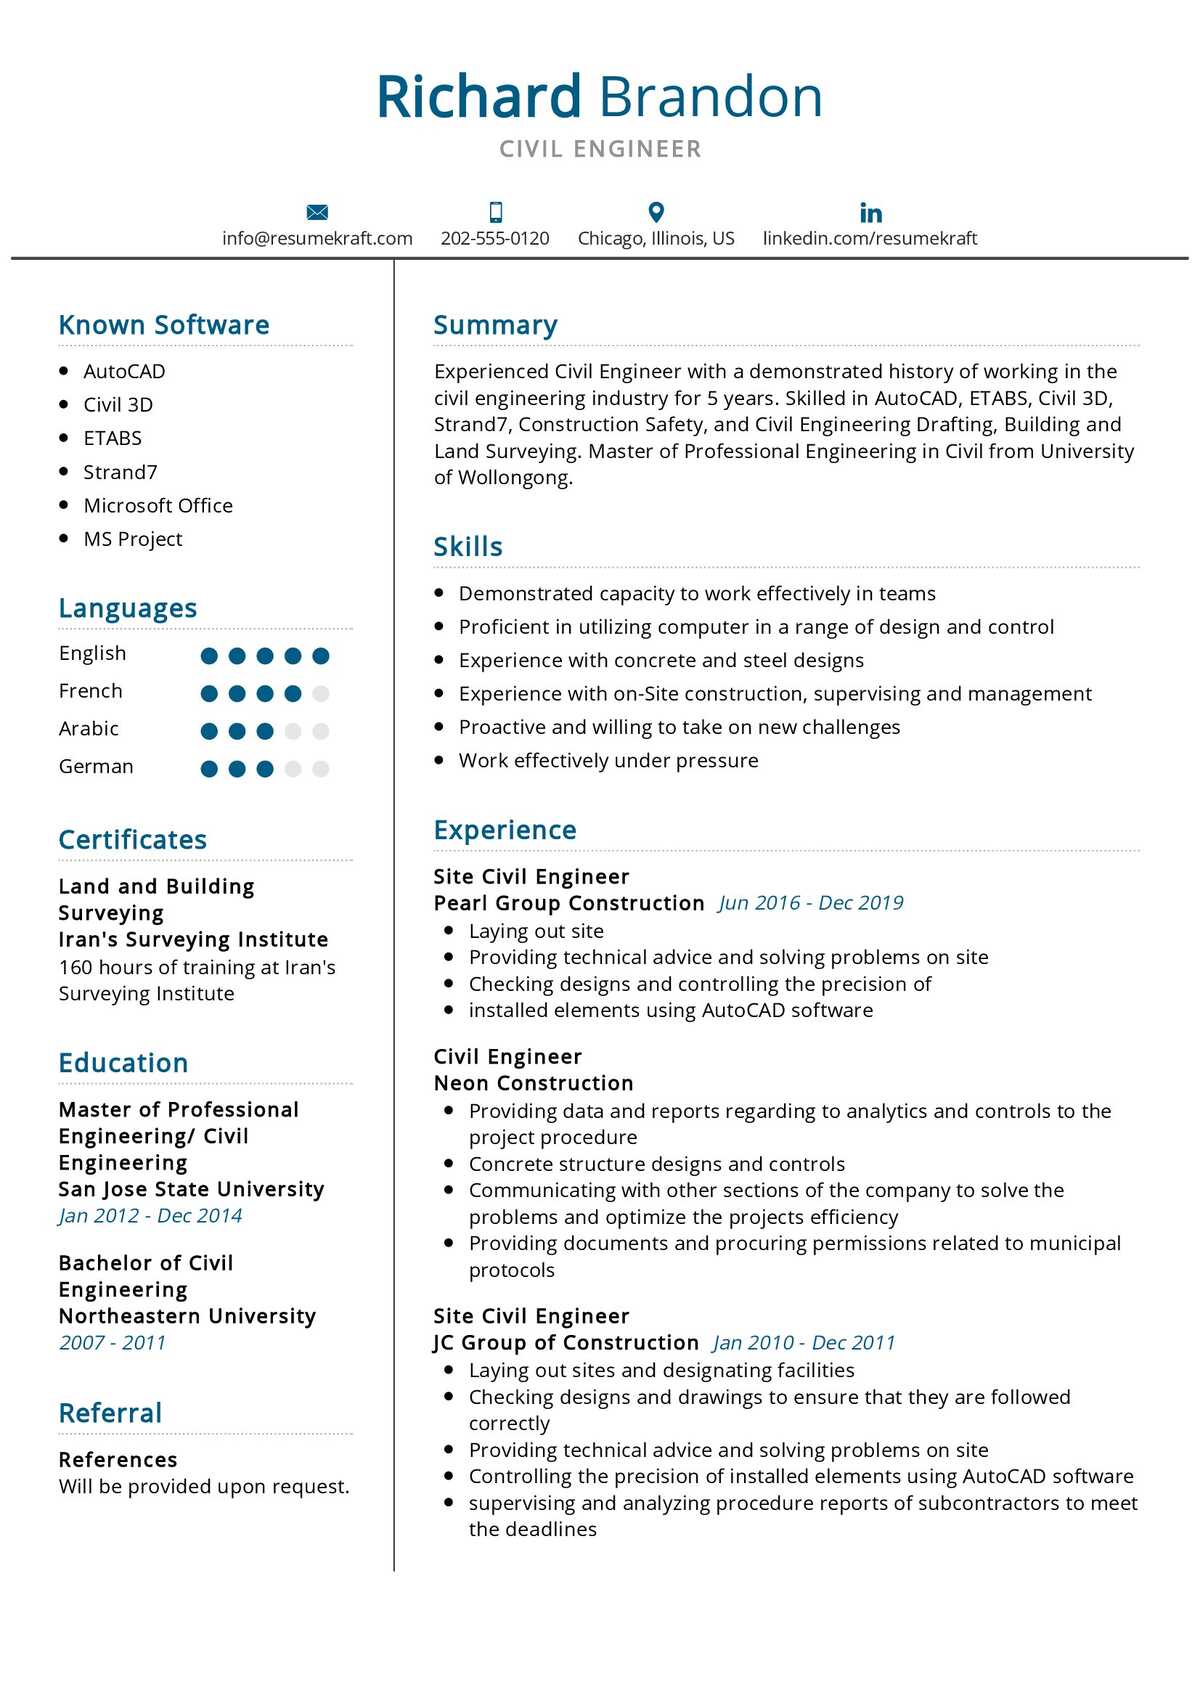 Richard Brandon
CIVIL ENGINEER
info@resumekraft.com 202-555-0120 Chicago, Illinois, US linkedin.com/resumekraft
Known Software
AutoCAD
Civil 3D
ETABS
Strand7
Microsoft Office
MS Project
Languages
English
French
Arabic
German
Certificates
Land and Building
Surveying
Iran's Surveying Institute
160 hours of training at Iran's
Surveying Institute
Education
Master of Professional
Engineering/ Civil
Engineering
San Jose State University
Jan 2012 - Dec 2014
Bachelor of Civil
Engineering
Northeastern University
2007 - 2011
Referral
References
Will be provided upon request.
Summary
Experienced Civil Engineer with a demonstrated history of working in the
civil engineering industry for 5 years. Skilled in AutoCAD, ETABS, Civil 3D,
Strand7, Construction Safety, and Civil Engineering Drafting, Building and
Land Surveying. Master of Professional Engineering in Civil from University
of Wollongong.
Skills
Demonstrated capacity to work effectively in teams
Proficient in utilizing computer in a range of design and control
Experience with concrete and steel designs
Experience with on-Site construction, supervising and management
Proactive and willing to take on new challenges
Work effectively under pressure
Experience
Site Civil Engineer
Pearl Group Construction Jun 2016 - Dec 2019
Laying out site
Providing technical advice and solving problems on site
Checking designs and controlling the precision of
installed elements using AutoCAD software
Civil Engineer
Neon Construction
Providing data and reports regarding to analytics and controls to the
project procedure
Concrete structure designs and controls
Communicating with other sections of the company to solve the
problems and optimize the projects efficiency
Providing documents and procuring permissions related to municipal
protocols
Site Civil Engineer
JC Group of Construction Jan 2010 - Dec 2011
Laying out sites and designating facilities
Checking designs and drawings to ensure that they are followed
correctly
Providing technical advice and solving problems on site
Controlling the precision of installed elements using AutoCAD software
supervising and analyzing procedure reports of subcontractors to meet
the deadlines